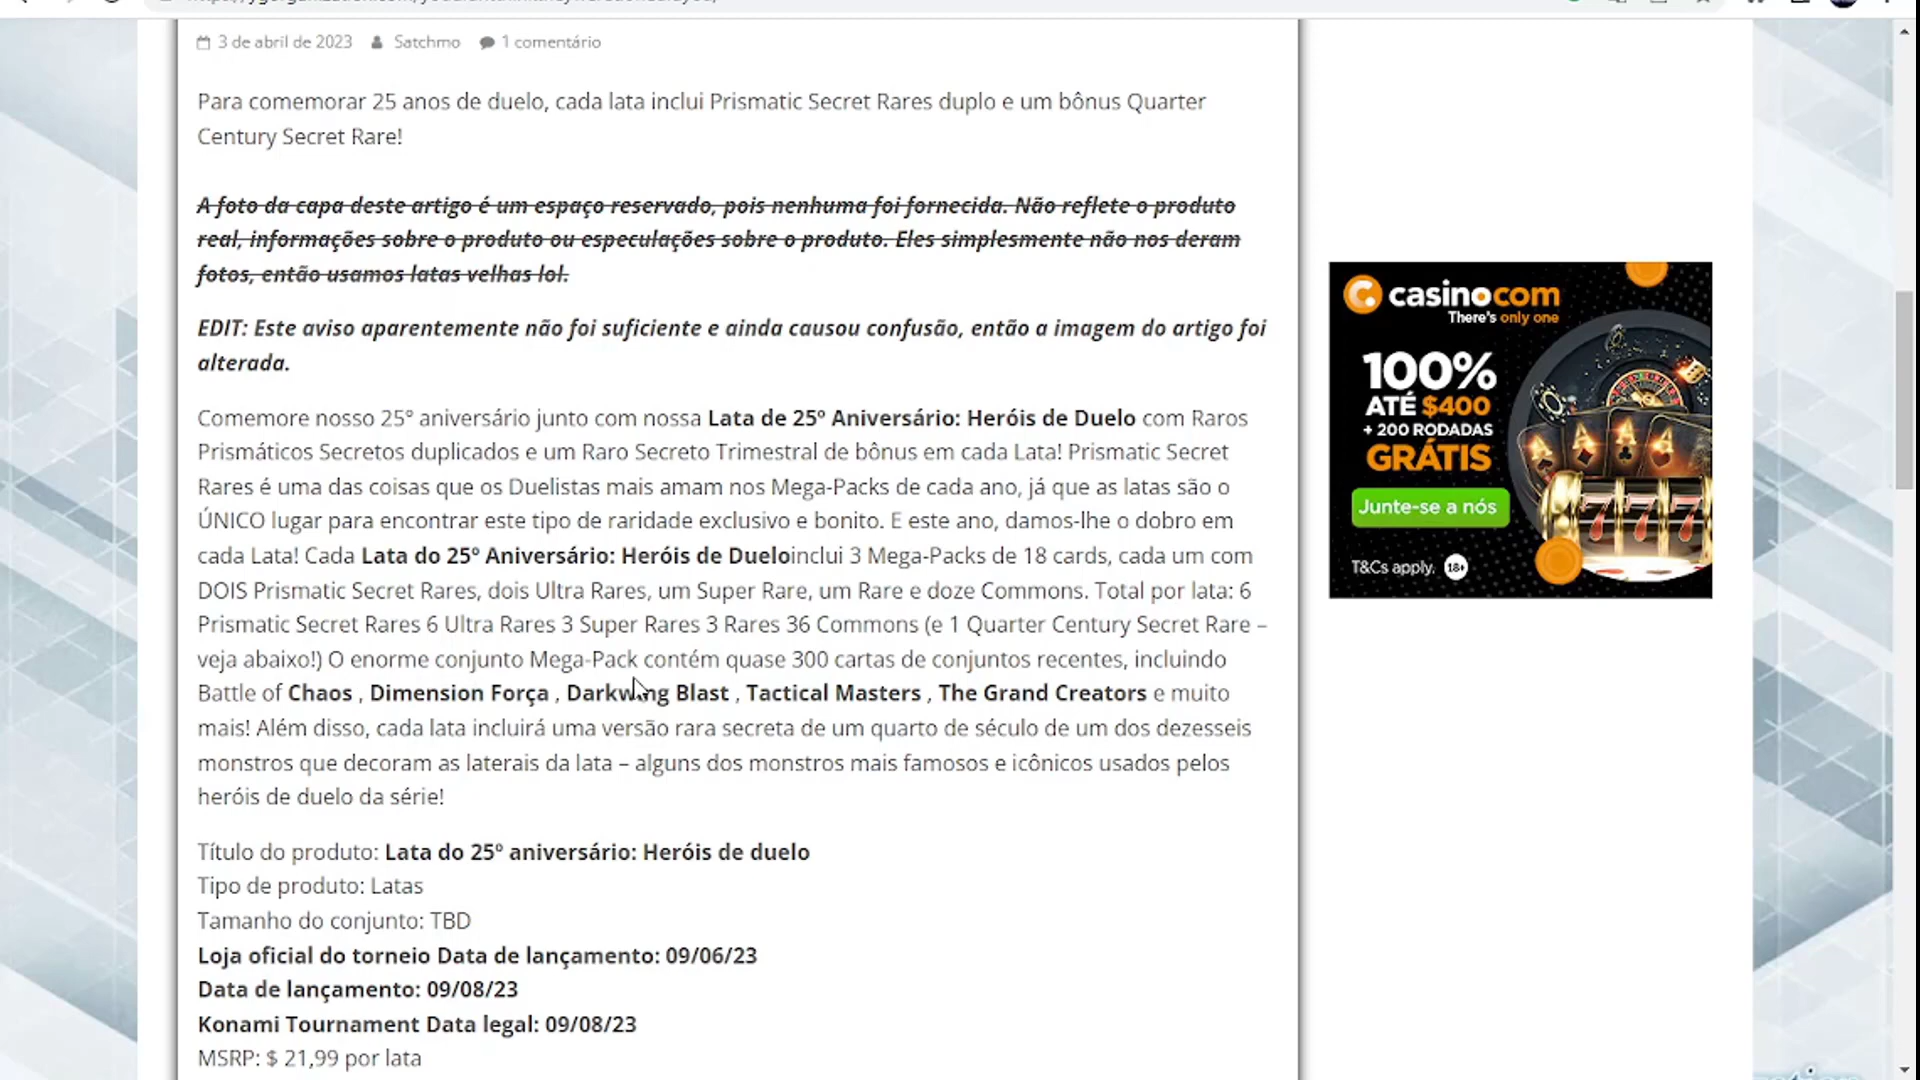 3 de abril de 2023 Satchmo 1 comentário
Para comemorar 25 anos de duelo, cada lata inclui Prismatic Secret Rares duplo e um bônus Quarter
Century Secret Rare!
A foto da capa deste artigo é um espaço reservado, pois nenhuma foi fornecida. Não reflete o produto
real, informações sobre o produto ou especulações sobre o produto. Eles simplesmente não nos deram
fotos, então usamos latas velhas lol.
EDIT: Este aviso aparentemente não foi suficiente e ainda causou confusão, então a imagem do artigo foi
alterada.
Comemore nosso 25º aniversário junto com nossa Lata de 25º Aniversário: Heróis de Duelo com Raros
Prismáticos Secretos duplicados e um Raro Secreto Trimestral de bônus em cada Lata! Prismatic Secret
Rares é uma das coisas que os Duelistas mais amam nos Mega-Packs de cada ano, já que as latas são o
ÚNICO lugar para encontrar este tipo de raridade exclusivo e bonito. E este ano, damos-lhe o dobro em
cada Lata! Cada Lata do 25º Aniversário: Heróis de Dueloinclui 3 Mega-Packs de 18 cards, cada um com
DOIS Prismatic Secret Rares, dois Ultra Rares, um Super Rare, um Rare e doze Commons. Total por lata: 6
Prismatic Secret Rares 6 Ultra Rares 3 Super Rares 3 Rares 36 Commons (e 1 Quarter Century Secret Rare –
veja abaixo!) O enorme conjunto Mega-Pack contém quase 300 cartas de conjuntos recentes, incluindo
Battle of Chaos , Dimension Força , Darkwing Blast , Tactical Masters , The Grand Creators e muito
mais! Além disso, cada lata incluirá uma versão rara secreta de um quarto de século de um dos dezesseis
monstros que decoram as laterais da lata – alguns dos monstros mais famosos e icônicos usados pelos
heróis de duelo da série!
Título do produto: Lata do 25º aniversário: Heróis de duelo
Tipo de produto: Latas
Tamanho do conjunto: TBD
Loja oficial do torneio Data de lançamento: 09/06/23
Data de lançamento: 09/08/23
Konami Tournament Data legal: 09/08/23
MSRP: $ 21,99 por lata
casinocom
There's only one
100%
ATÉ $400
+ 200 RODADAS
GRÁTIS
Junte-se a nós
T&Cs apply. 18+
777